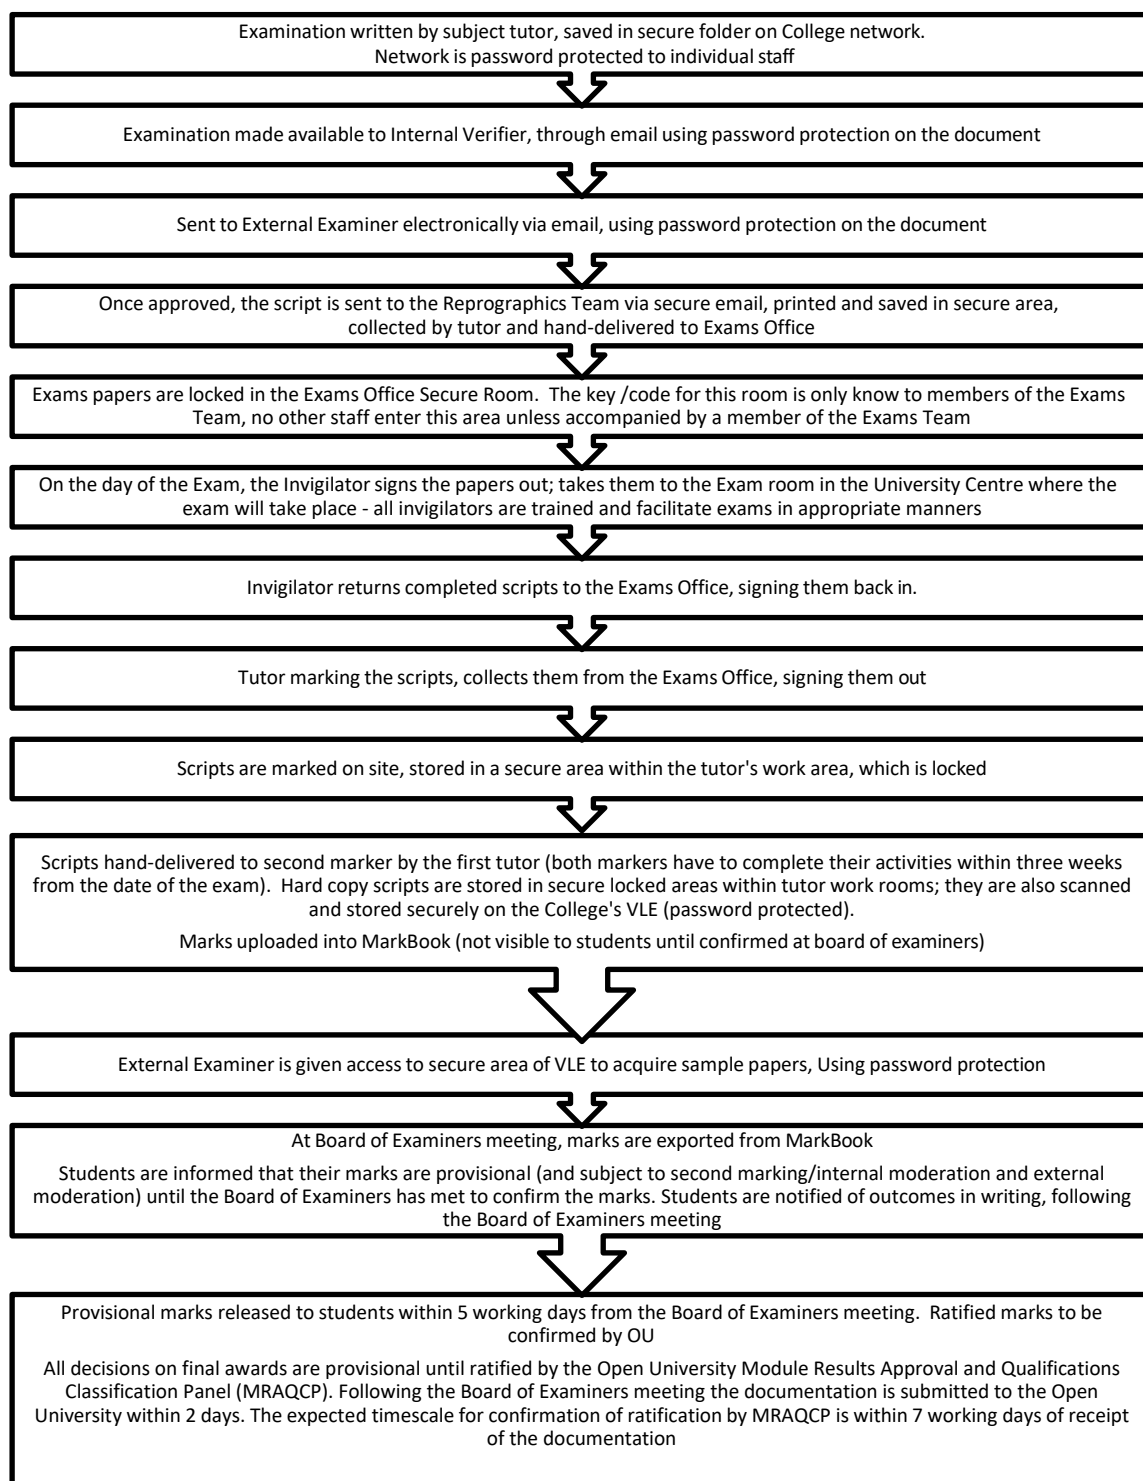 Examination written by subject tutor, saved in secure folder on College network.
Network is password protected to individual staff
Examination made available to Internal Verifier, through email using password protection on the document
Sent to External Examiner electronically via email, using password protection on the document
Once approved, the script is sent to the Reprographics Team via secure email, printed and saved in secure area,
collected by tutor and hand-delivered to Exams Office
Exams papers are locked in the Exams Office Secure Room.  The key /code for this room is only know to members of the Exams
Team, no other staff enter this area unless accompanied by a member of the Exams Team
On the day of the Exam, the Invigilator signs the papers out; takes them to the Exam room in the University Centre where the
exam will take place - all invigilators are trained and facilitate exams in appropriate manners
Invigilator returns completed scripts to the Exams Office, signing them back in.
Tutor marking the scripts, collects them from the Exams Office, signing them out
Scripts are marked on site, stored in a secure area within the tutor's work area, which is locked
Scripts hand-delivered to second marker by the first tutor (both markers have to complete their activities within three weeks
from the date of the exam).  Hard copy scripts are stored in secure locked areas within tutor work rooms; they are also scanned
and stored securely on the College's VLE (password protected).
Marks uploaded into MarkBook (not visible to students until confirmed at board of examiners)
External Examiner is given access to secure area of VLE to acquire sample papers, Using password protection
At Board of Examiners meeting, marks are exported from MarkBook
Students are informed that their marks are provisional (and subject to second marking/internal moderation and external
moderation) until the Board of Examiners has met to confirm the marks. Students are notified of outcomes in writing, following
the Board of Examiners meeting
Provisional marks released to students within 5 working days from the Board of Examiners meeting.  Ratified marks to be
confirmed by OU
All decisions on final awards are provisional until ratified by the Open University Module Results Approval and Qualifications
Classification Panel (MRAQCP). Following the Board of Examiners meeting the documentation is submitted to the Open
University within 2 days. The expected timescale for confirmation of ratification by MRAQCP is within 7 working days of receipt
of the documentation